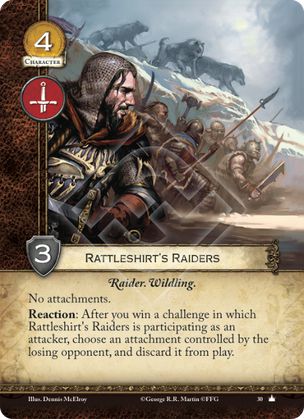 4
CHARACTER
3
RATTLESHIRT'S RAIDERS
Raider. Wildling.
No attachments.
Reaction: After you win a challenge in which
Rattleshirt's Raiders is participating as an
attacker, choose an attachment controlled by the
losing opponent, and discard it from play.
Illus. Dennis McElroy ©George R.R. Martin ©FFG 30